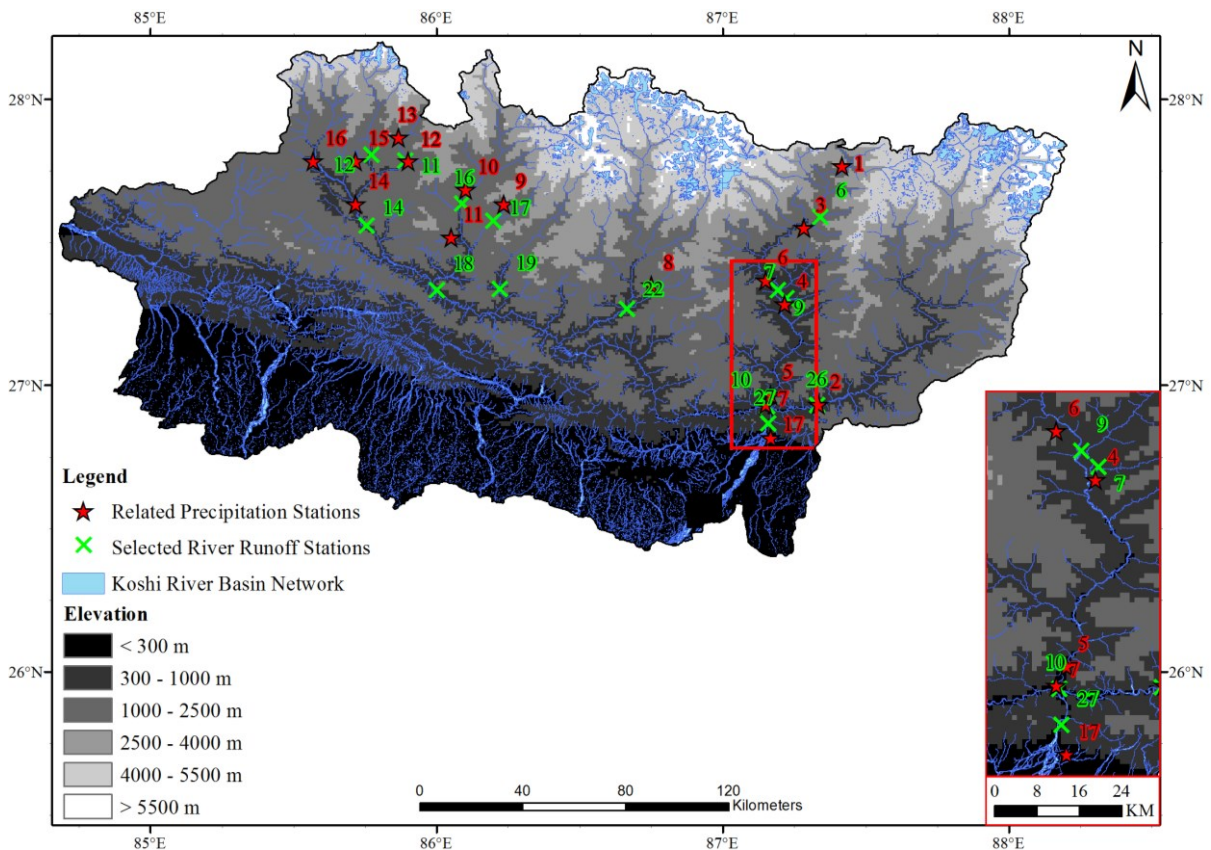 85°E 86°E 87°E 88°E
N
28°N 28°N
13
16 15 12
12 11
10 1
14 16 9 6
14 11 17 3
18 19 8 6
7 4
22 9
27°N 27°N
10 5 26 2
27 7
17
6
9
4
7
5
10
7
27
17
Legend
Related Precipitation Stations
Selected River Runoff Stations
Koshi River Basin Network
Elevation
< 300 m
300 - 1000 m
1000 - 2500 m
2500 - 4000 m
4000 - 5500 m
> 5500 m
26°N 26°N
0 40 80 120
Kilometers
0 8 16 24
KM
85°E 86°E 87°E 88°E